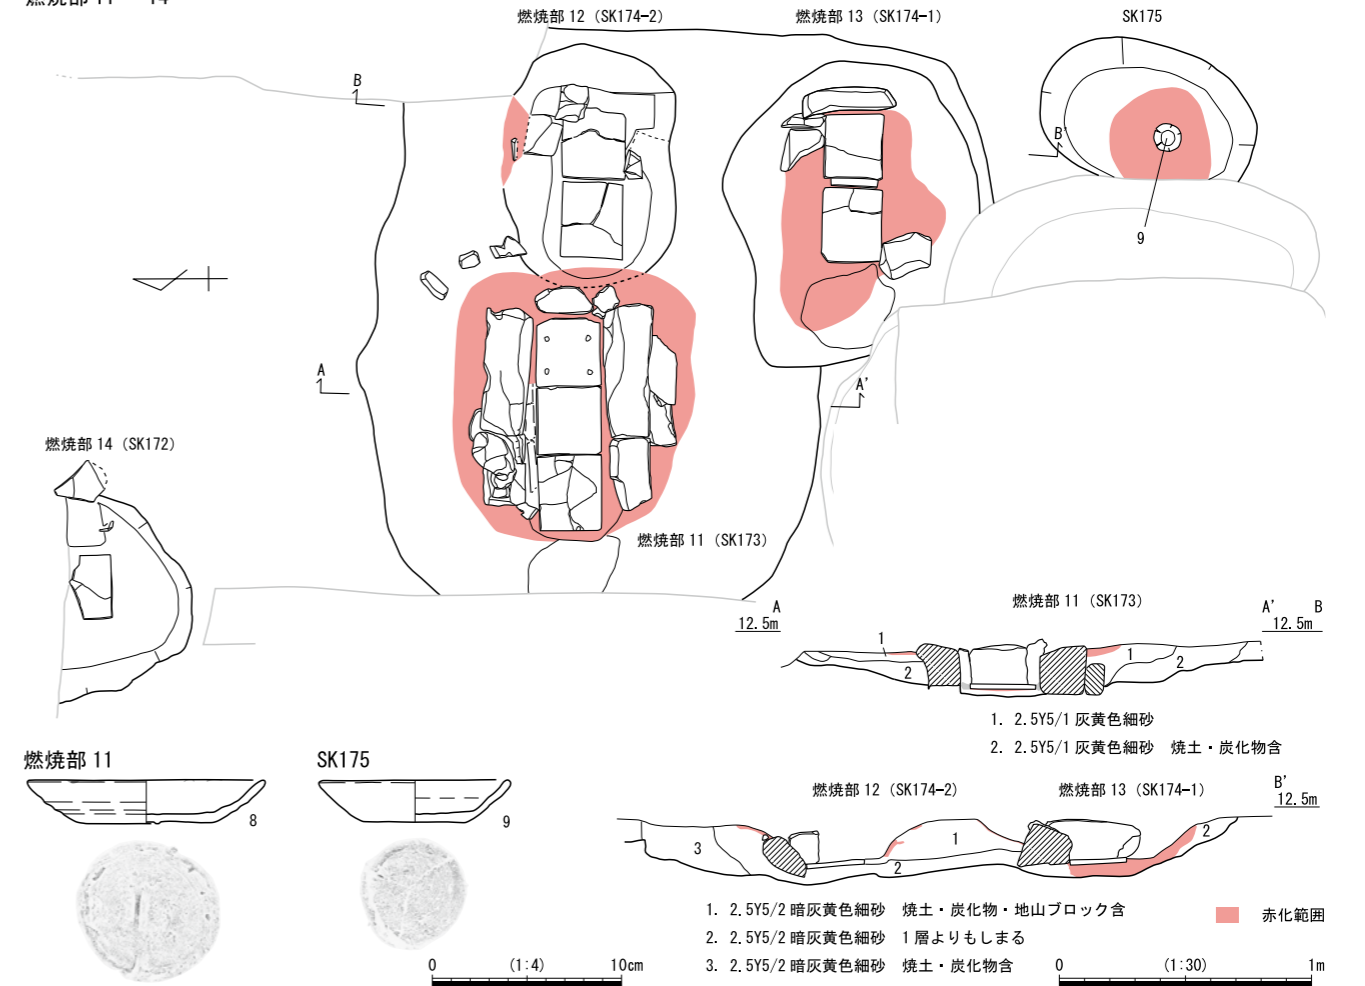 燃焼部 12（SK174-2）
燃焼部 13（SK174-1）
SK175
B
B'
9
A
A'
燃焼部 14（SK172）
燃焼部 11（SK173）
燃焼部 11（SK173）
A
12.5m
A'
B
12.5m
1
2
1
2
1. 2.5Y5/1 灰黄色細砂
2. 2.5Y5/1 灰黄色細砂　焼土・炭化物含
燃焼部 11
SK175
8
9
燃焼部 12（SK174-2）
燃焼部 13（SK174-1）
B'
12.5m
3
1
2
2
1. 2.5Y5/2 暗灰黄色細砂　焼土・炭化物・地山ブロック含
2. 2.5Y5/2 暗灰黄色細砂　1層よりもしまる
3. 2.5Y5/2 暗灰黄色細砂　焼土・炭化物含
赤化範囲
0
(1:4)
10cm
0
(1:30)
1m